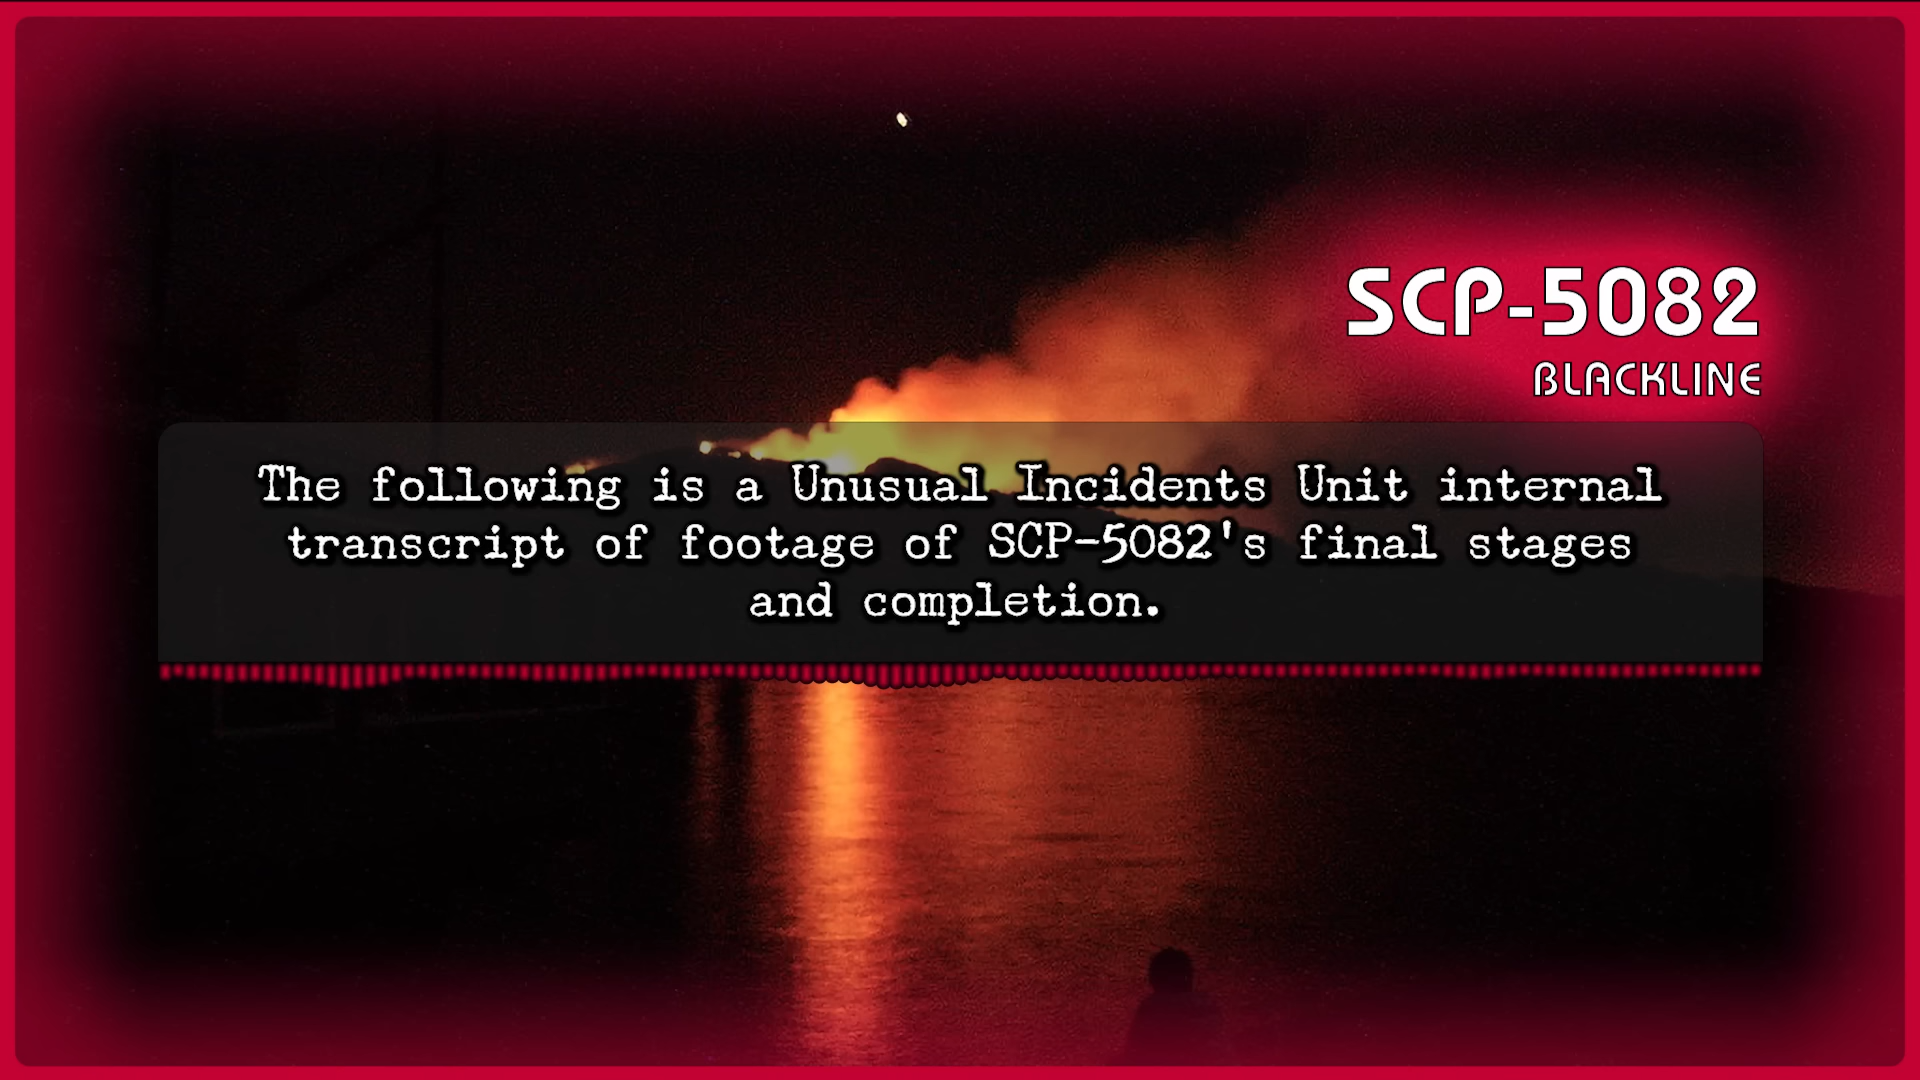 SCP-5082
BLACKLINE
The following is a Unusual Incidents Unit internal
transcript of footage of SCP-5082's final stages
and completion.